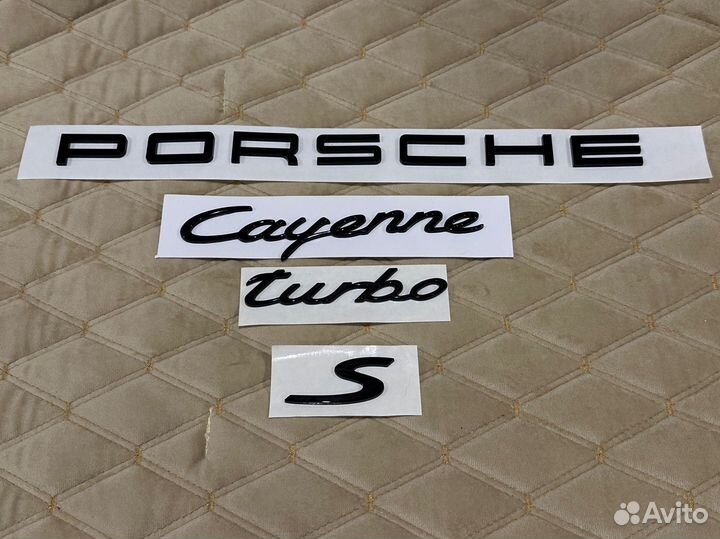 PORSCHE
Cayenne
turbo
S
Avito